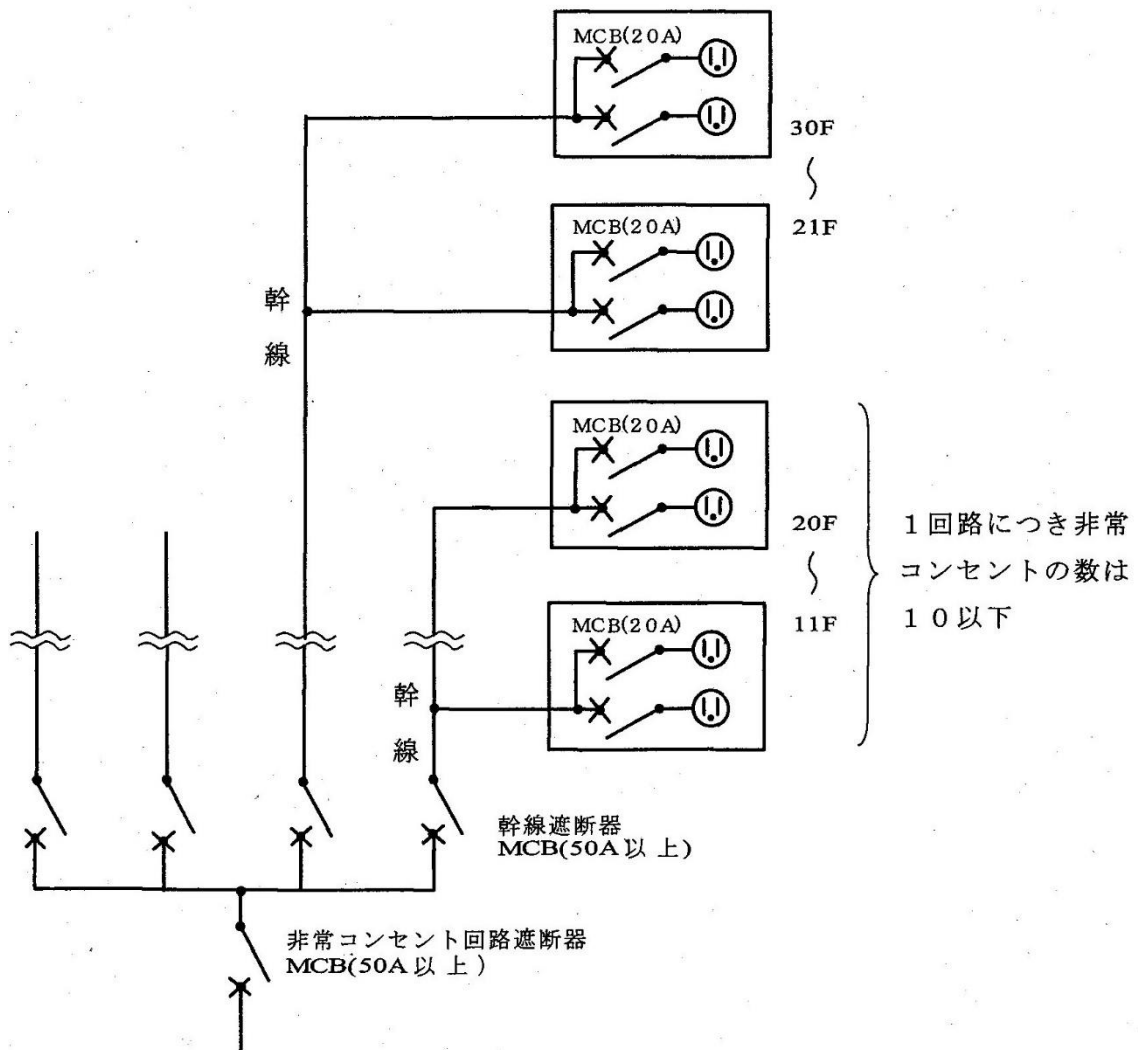 MCB(20A)
30F
MCB(20A)
21F
幹
線
MCB(20A)
20F
MCB(20A)
11F
1回路につき非常
コンセントの数は
10以下
幹
線
幹線遮断器
MCB(50A以上)
非常コンセント回路遮断器
MCB(50A以上)